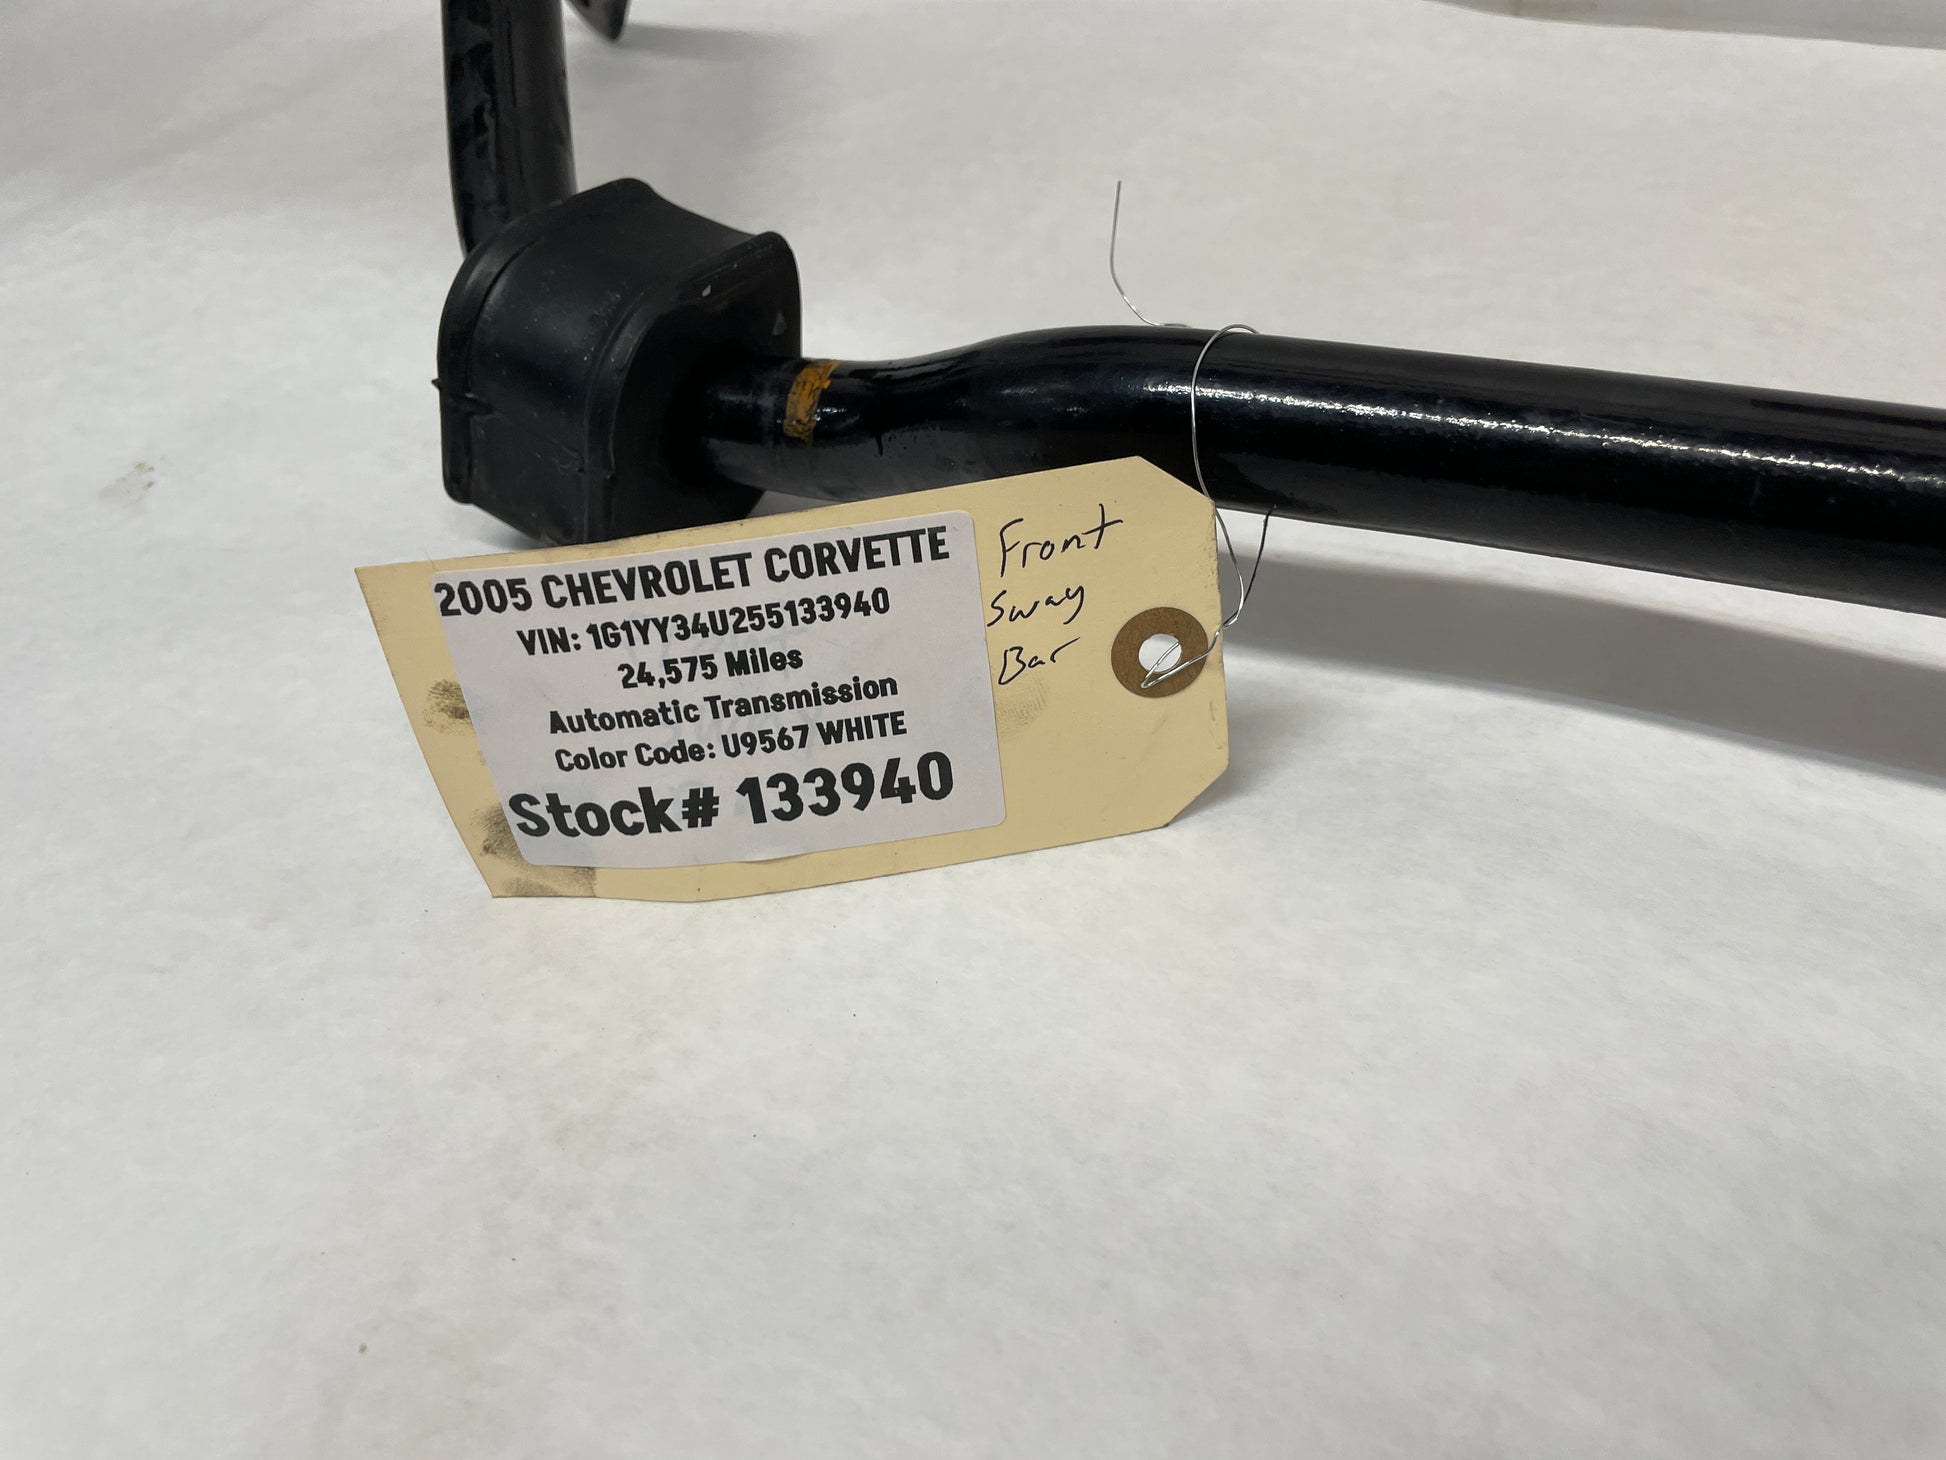 2005 CHEVROLET CORVETTE
VIN: 1G1YY34U255133940
24,575 Miles
Automatic Transmission
Color Code: U9567 WHITE
Stock# 133940
Front
Sway
Bar